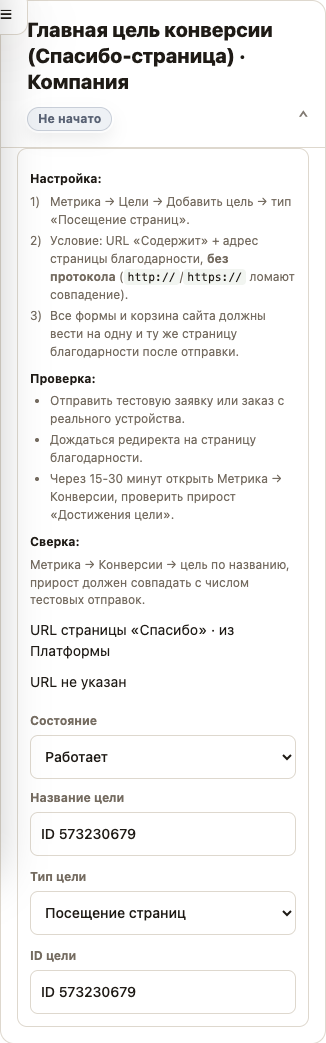 Главная цель конверсии
(Спасибо-страница) ·
Компания
Не начато
Настройка:
1) Метрика → Цели → Добавить цель → тип
«Посещение страниц».
2) Условие: URL «Содержит» + адрес
страницы благодарности, без
протокола ( http:// / https:// ломают
совпадение).
3) Все формы и корзина сайта должны
вести на одну и ту же страницу
благодарности после отправки.
Проверка:
• Отправить тестовую заявку или заказ с
реального устройства.
• Дождаться редиректа на страницу
благодарности.
• Через 15-30 минут открыть Метрика →
Конверсии, проверить прирост
«Достижения цели».
Сверка:
Метрика → Конверсии → цель по названию,
прирост должен совпадать с числом
тестовых отправок.
URL страницы «Спасибо» · из
Платформы
URL не указан
Состояние
Работает
Название цели
ID 573230679
Тип цели
Посещение страниц
ID цели
ID 573230679